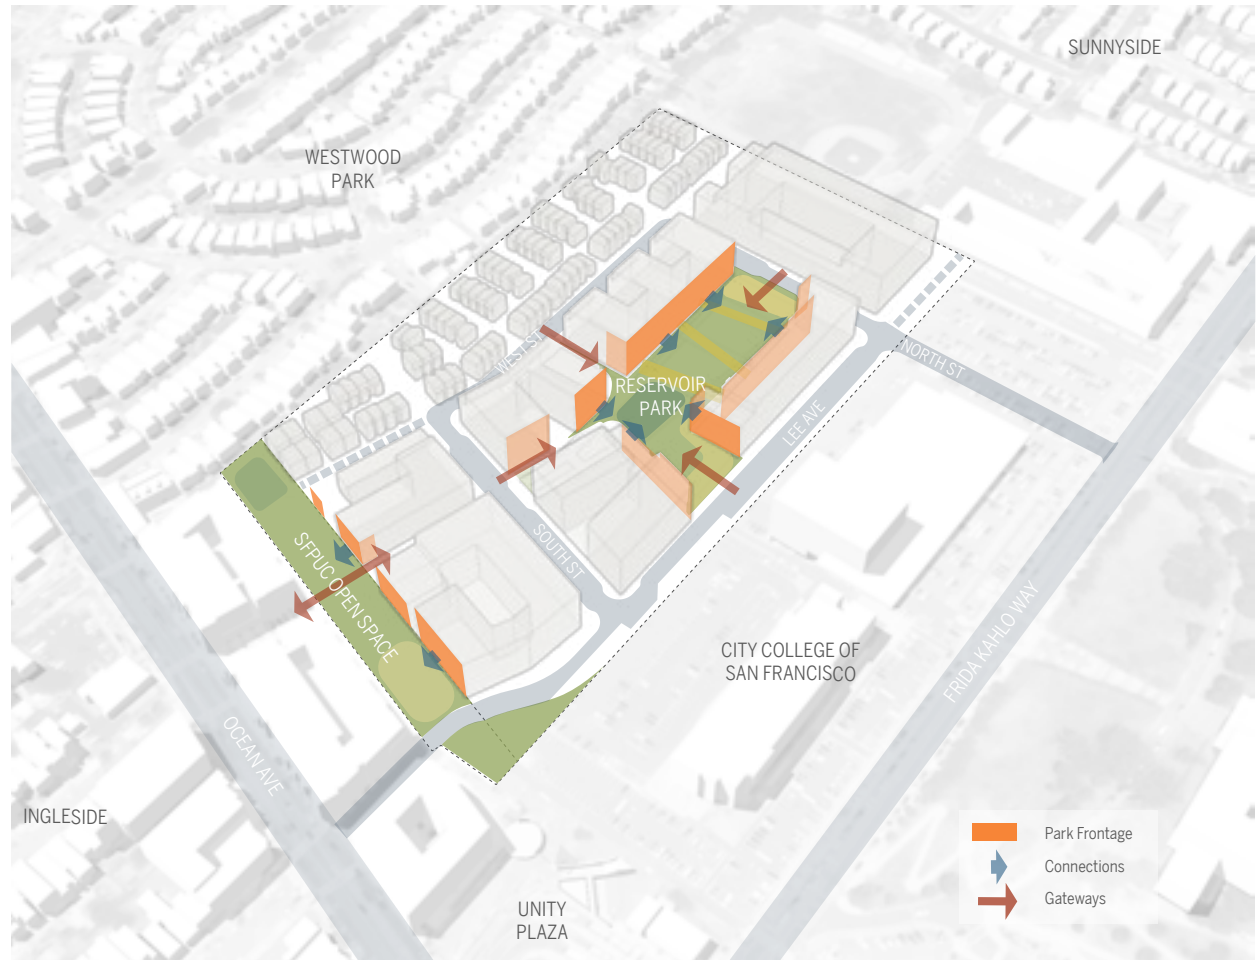 SUNNYSIDE
WESTWOOD
PARK
WEST ST
NORTH ST
RESERVOIR
PARK
LEE AVE
SOUTH ST
SFPUC OPEN SPACE
CITY COLLEGE OF
SAN FRANCISCO
FRIDA KAHLO WAY
OCEAN AVE
INGLESIDE
UNITY
PLAZA
Park Frontage
Connections
Gateways